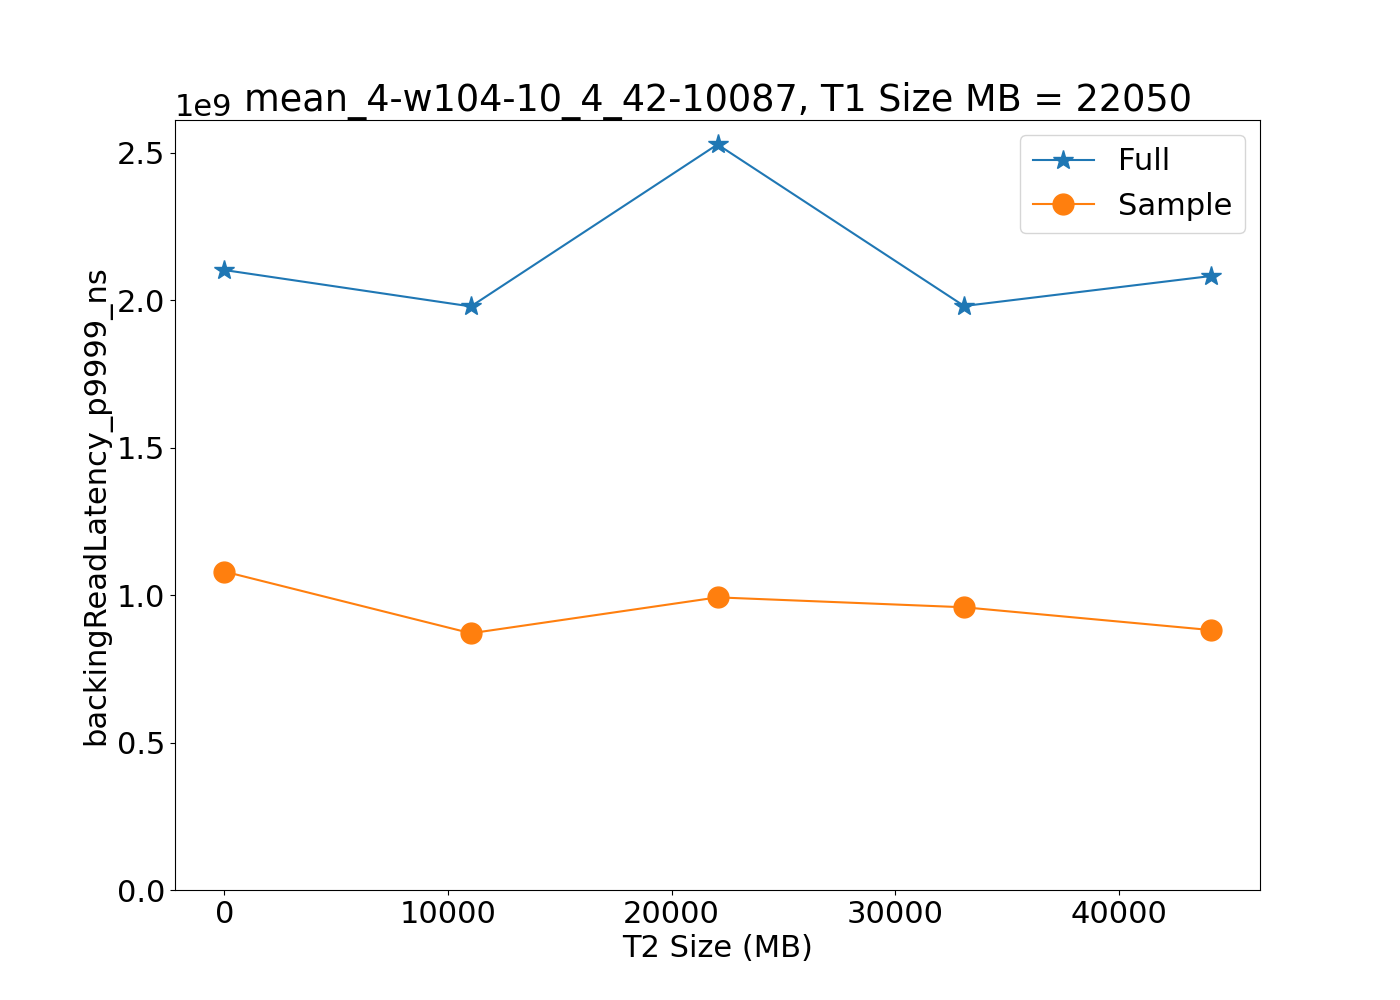 1e9
mean_4-w104-10_4_42-10087, T1 Size MB = 22050
Full
Sample
backingReadLatency_p9999_ns
2.5
2.0
1.5
1.0
0.5
0.0
0 10000 20000 30000 40000
T2 Size (MB)